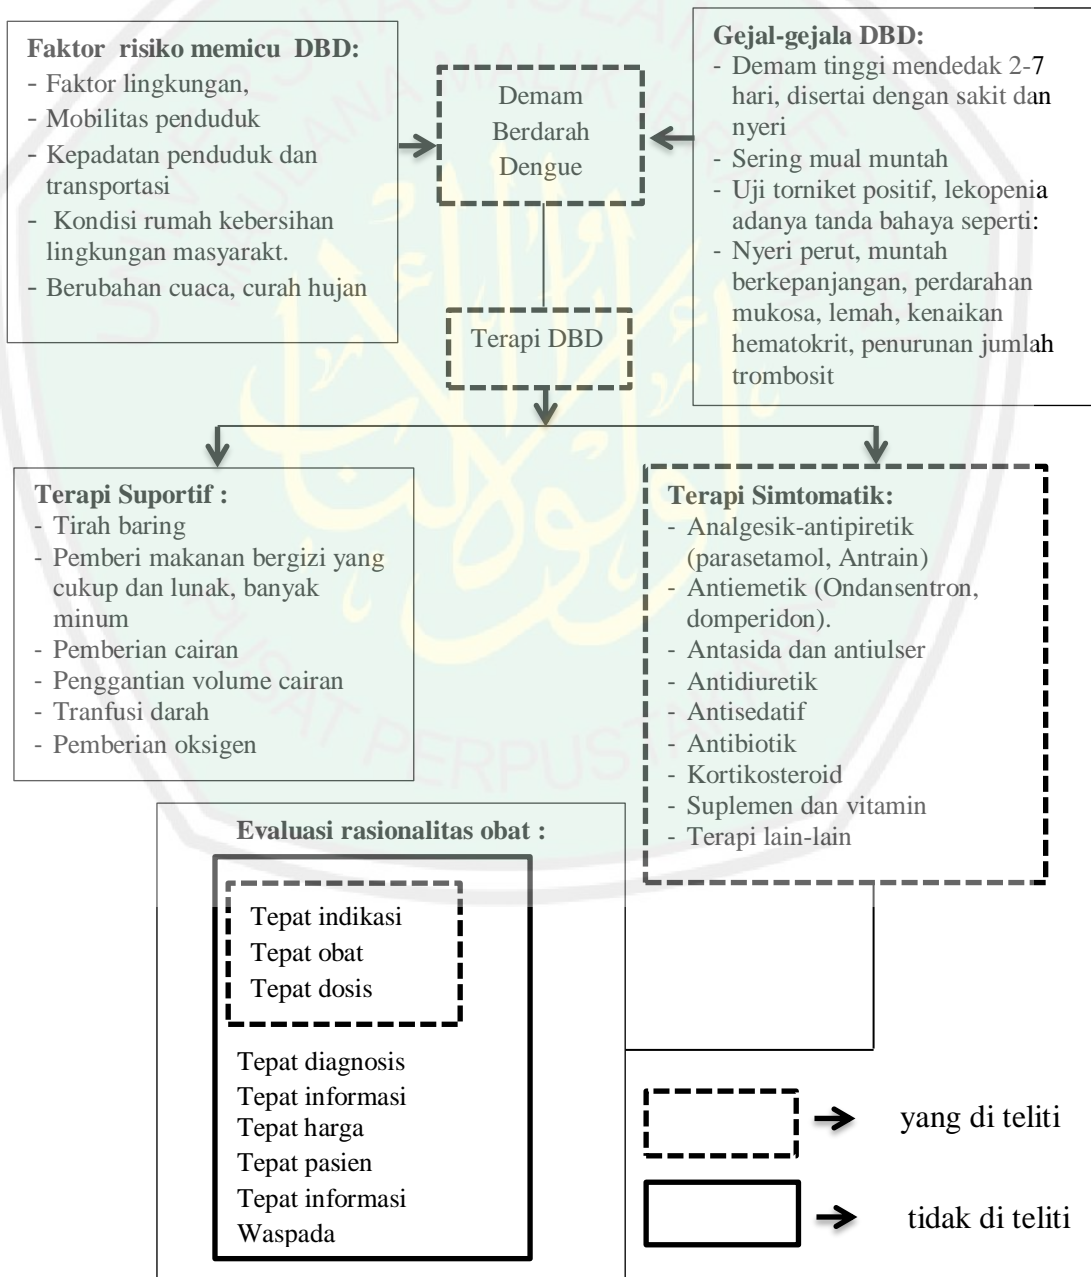 Faktor risiko memicu DBD:
- Faktor lingkungan,
- Mobilitas penduduk
- Kepadatan penduduk dan
transportasi
- Kondisi rumah kebersihan
lingkungan masyarakt.
- Berubahan cuaca, curah hujan
Demam
Berdarah
Dengue
Gejal-gejala DBD:
- Demam tinggi mendedak 2-7
hari, disertai dengan sakit dan
nyeri
- Sering mual muntah
- Uji torniket positif, lekopenia
adanya tanda bahaya seperti:
- Nyeri perut, muntah
berkepanjangan, perdarahan
mukosa, lemah, kenaikan
hematokrit, penurunan jumlah
trombosit
Terapi DBD
Terapi Suportif :
- Tirah baring
- Pemberi makanan bergizi yang
cukup dan lunak, banyak
minum
- Pemberian cairan
- Penggantian volume cairan
- Tranfusi darah
- Pemberian oksigen
Terapi Simtomatik:
- Analgesik-antipiretik
(parasetamol, Antrain)
- Antiemetik (Ondansentron,
domperidon).
- Antasida dan antiulser
- Antidiuretik
- Antisedatif
- Antibiotik
- Kortikosteroid
- Suplemen dan vitamin
- Terapi lain-lain
Evaluasi rasionalitas obat :
Tepat indikasi
Tepat obat
Tepat dosis
Tepat diagnosis
Tepat informasi
Tepat harga
Tepat pasien
Tepat informasi
Waspada
yang di teliti
tidak di teliti
PUSAT PERPUSTAKAAN